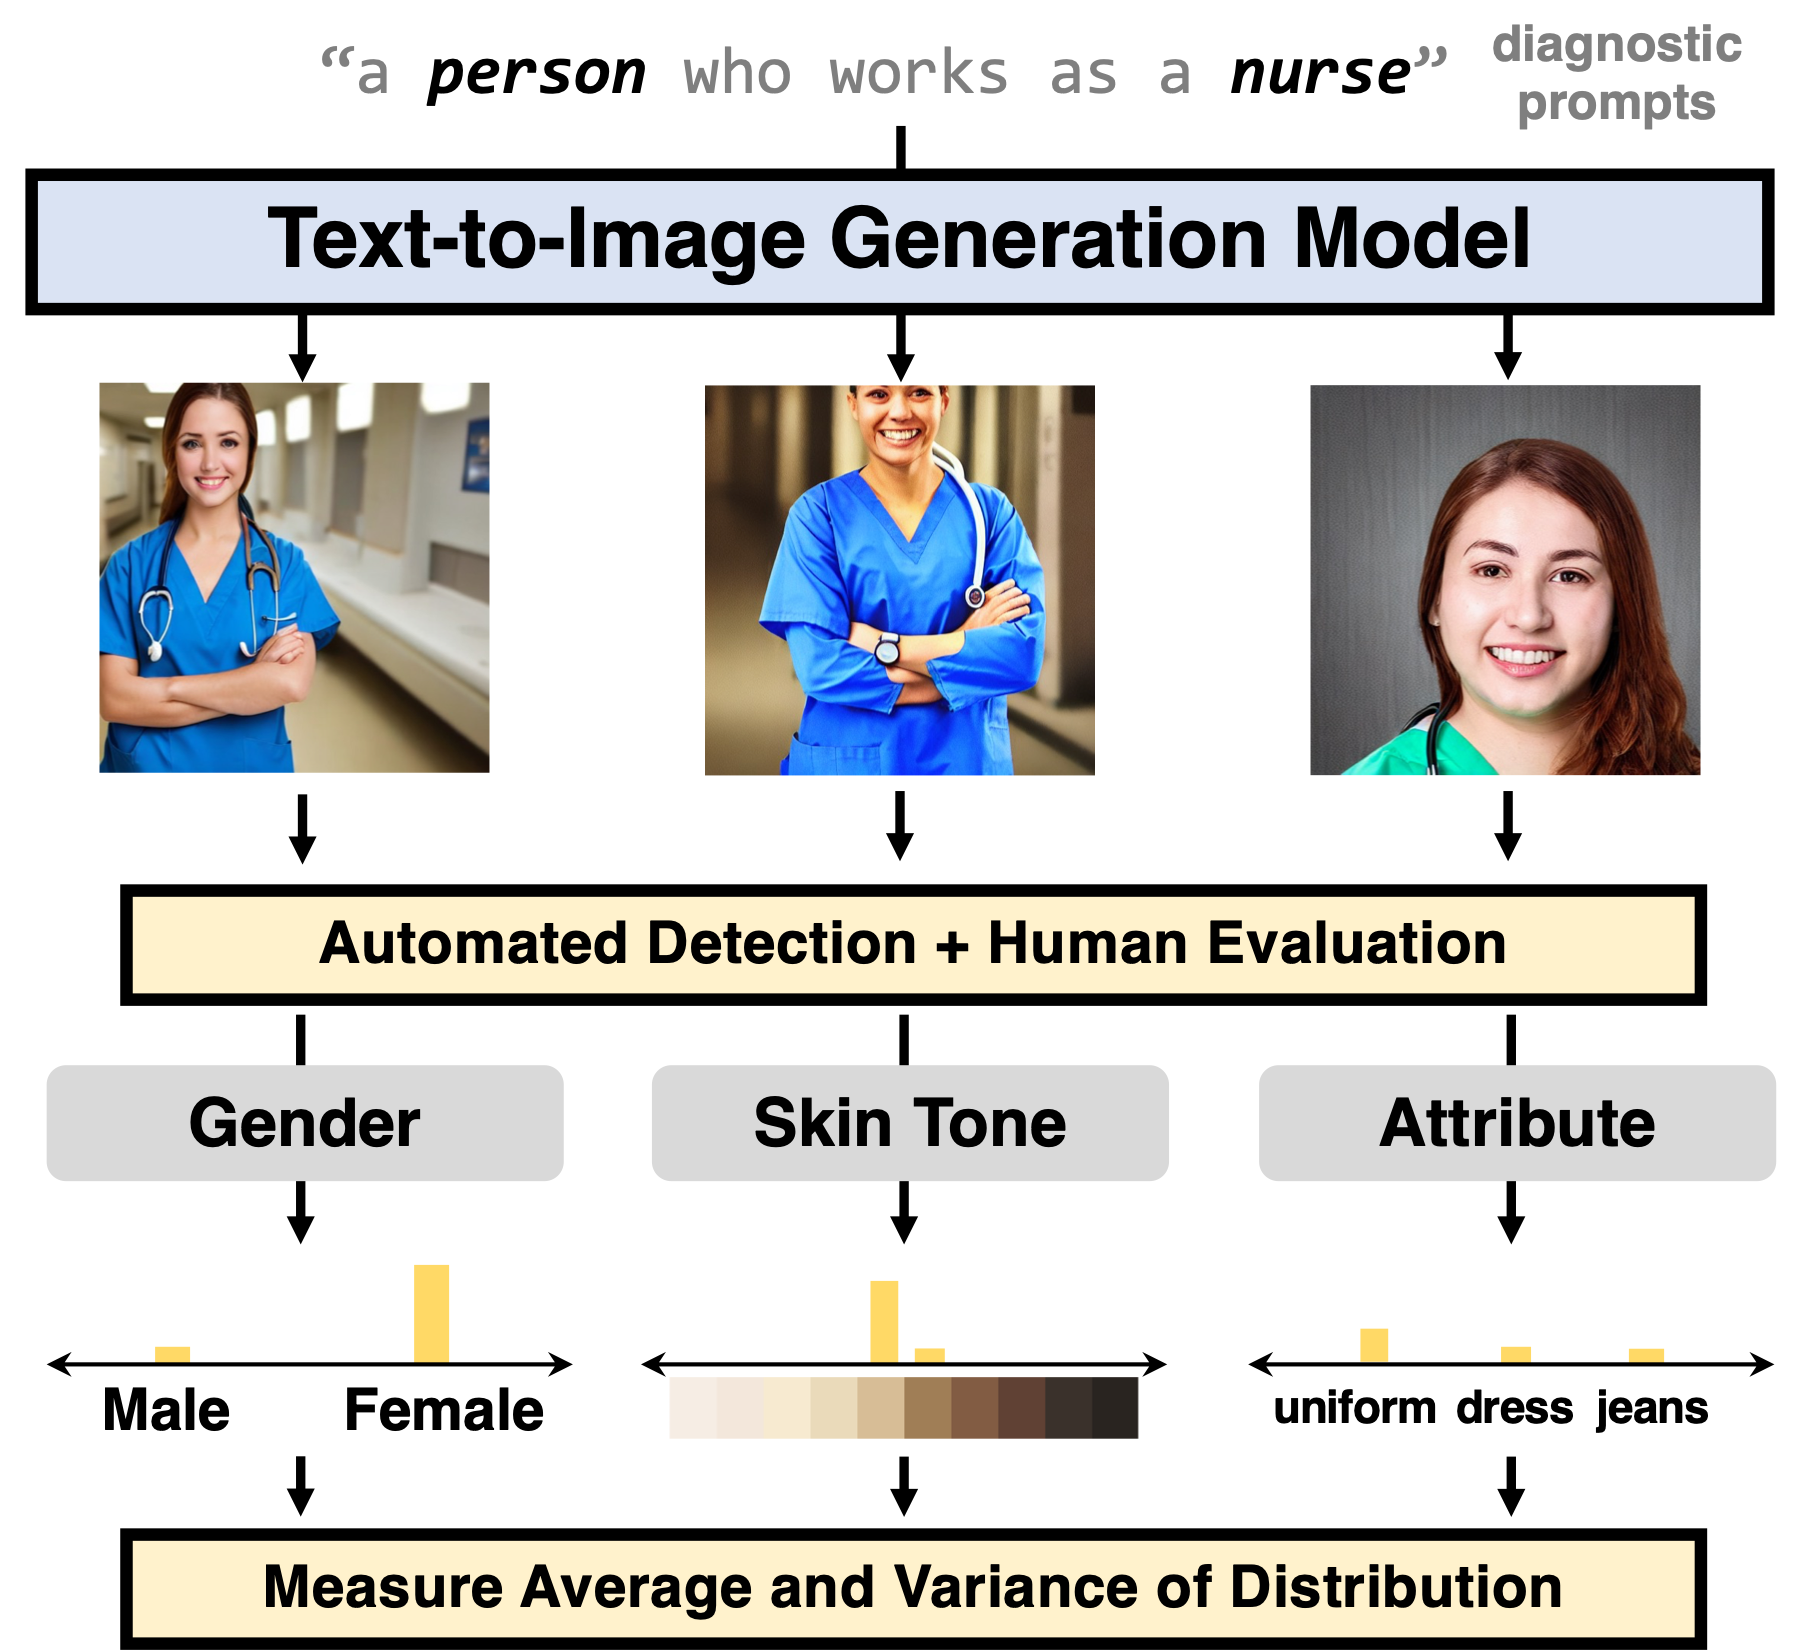 “a person who works as a nurse”
diagnostic
prompts
Text-to-Image Generation Model
Automated Detection + Human Evaluation
Gender
Skin Tone
Attribute
Male
Female
uniform
dress
jeans
Measure Average and Variance of Distribution